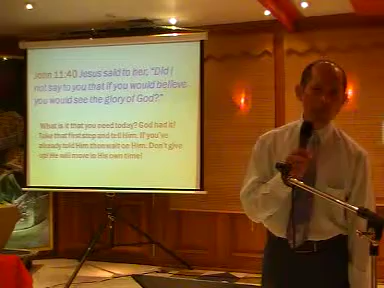 John 11:40 Jesus said to her, "Did I
not say to you that if you would believe
you would see the glory of God?"
What is it that you need today? God had it!
Take that first step and tell Him. If you've
already told Him then wait on Him. Don't give
up! He will move in His own time!